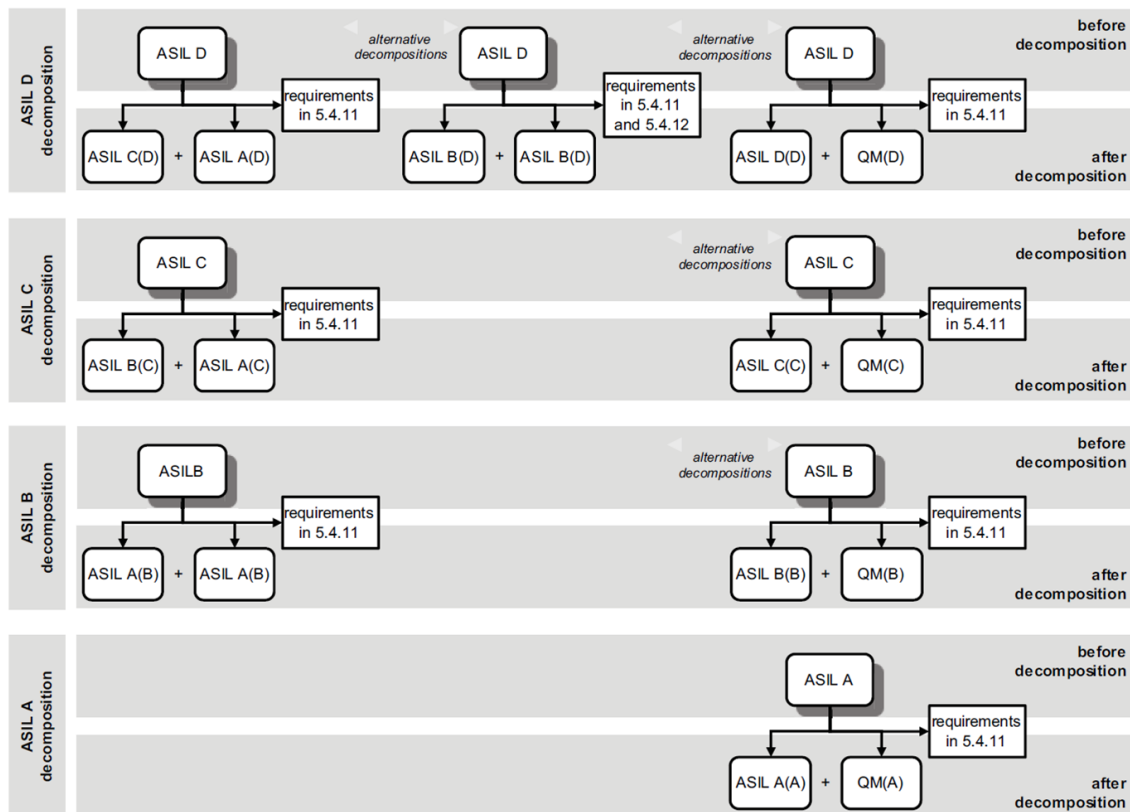 ASIL D
decomposition
before
decomposition
ASIL D
alternative
decompositions
ASIL D
alternative
decompositions
ASIL D
requirements
in 5.4.11
requirements
in 5.4.11
and 5.4.12
requirements
in 5.4.11
ASIL C(D)
+
ASIL A(D)
ASIL B(D)
+
ASIL B(D)
ASIL D(D)
+
QM(D)
after
decomposition
ASIL C
decomposition
before
decomposition
ASIL C
alternative
decompositions
ASIL C
requirements
in 5.4.11
requirements
in 5.4.11
ASIL B(C)
+
ASIL A(C)
ASIL C(C)
+
QM(C)
after
decomposition
ASIL B
decomposition
before
decomposition
ASILB
alternative
decompositions
ASIL B
requirements
in 5.4.11
requirements
in 5.4.11
ASIL A(B)
+
ASIL A(B)
ASIL B(B)
+
QM(B)
after
decomposition
ASIL A
decomposition
before
decomposition
ASIL A
requirements
in 5.4.11
ASIL A(A)
+
QM(A)
after
decomposition